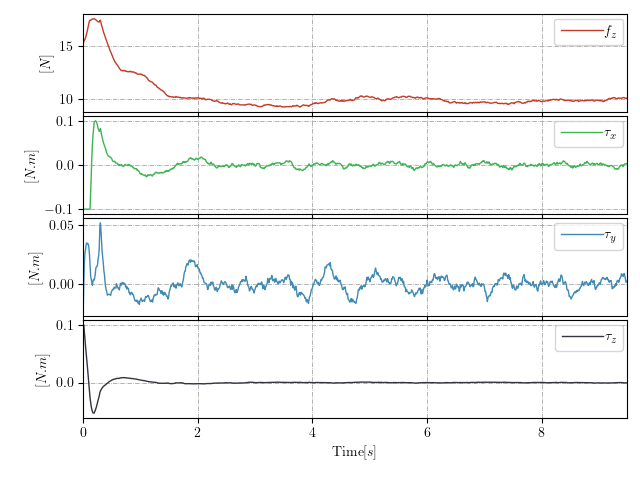 [N]
15
10
f_z
[N.m]
0.1
0.0
−0.1
τ_x
[N.m]
0.05
0.00
τ_y
[N.m]
0.1
0.0
τ_z
0 2 4 6 8
Time[s]